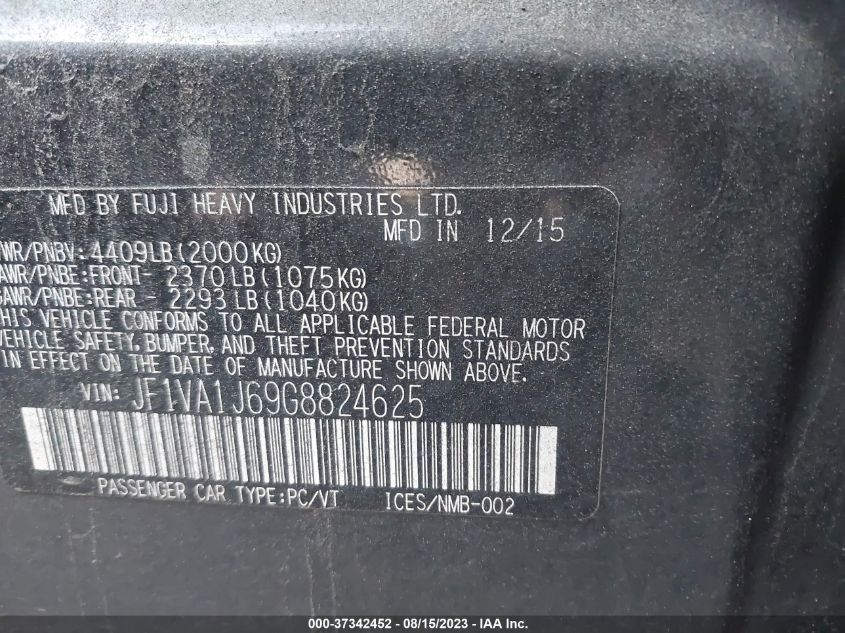 MFD BY FUJI HEAVY INDUSTRIES LTD.
MFD IN 12/15
WR/PNBV: 4409LB(2000KG)
AWR/PNBE:FRONT- 2370LB(1075KG)
GAWR/PNBE:REAR - 2293LB(1040KG)
THIS VEHICLE CONFORMS TO ALL APPLICABLE FEDERAL MOTOR
VEHICLE SAFETY, BUMPER, AND THEFT PREVENTION STANDARDS
IN EFFECT ON THE DATE OF MANUFACTURE SHOWN ABOVE.
VIN: JF1VA1J69G8824625
PASSENGER CAR TYPE:PC/VT ICES/NMB-002
000-37342452 - 08/15/2023 - IAA Inc.